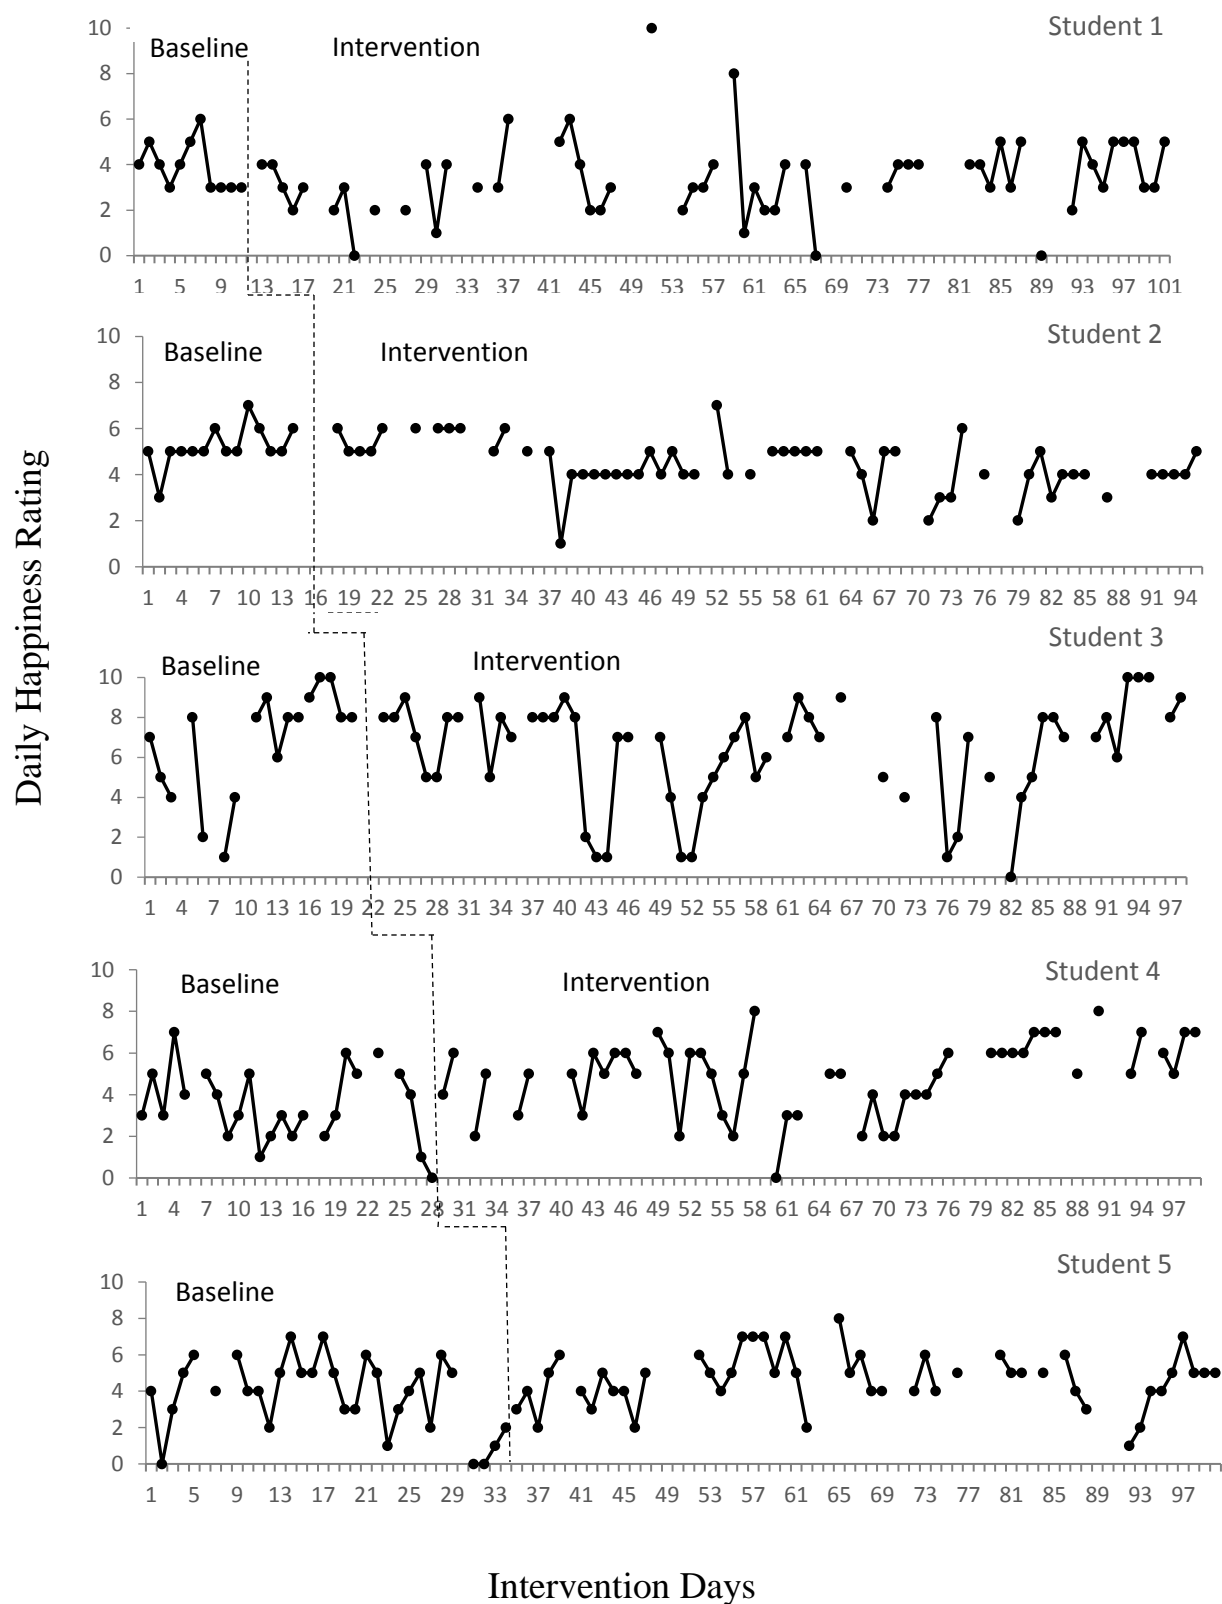 Daily Happiness Rating
Student 1
Baseline Intervention
10
8
6
4
2
0
1 5 9 13 17 21 25 29 33 37 41 45 49 53 57 61 65 69 73 77 81 85 89 93 97 101
Student 2
Baseline Intervention
10
8
6
4
2
0
1 4 7 10 13 16 19 22 25 28 31 34 37 40 43 46 49 52 55 58 61 64 67 70 73 76 79 82 85 88 91 94
Student 3
Baseline Intervention
10
8
6
4
2
0
1 4 7 10 13 16 19 22 25 28 31 34 37 40 43 46 49 52 55 58 61 64 67 70 73 76 79 82 85 88 91 94 97
Student 4
Baseline Intervention
10
8
6
4
2
0
1 4 7 10 13 16 19 22 25 28 31 34 37 40 43 46 49 52 55 58 61 64 67 70 73 76 79 82 85 88 91 94 97
Student 5
Baseline
10
8
6
4
2
0
1 5 9 13 17 21 25 29 33 37 41 45 49 53 57 61 65 69 73 77 81 85 89 93 97
Intervention Days